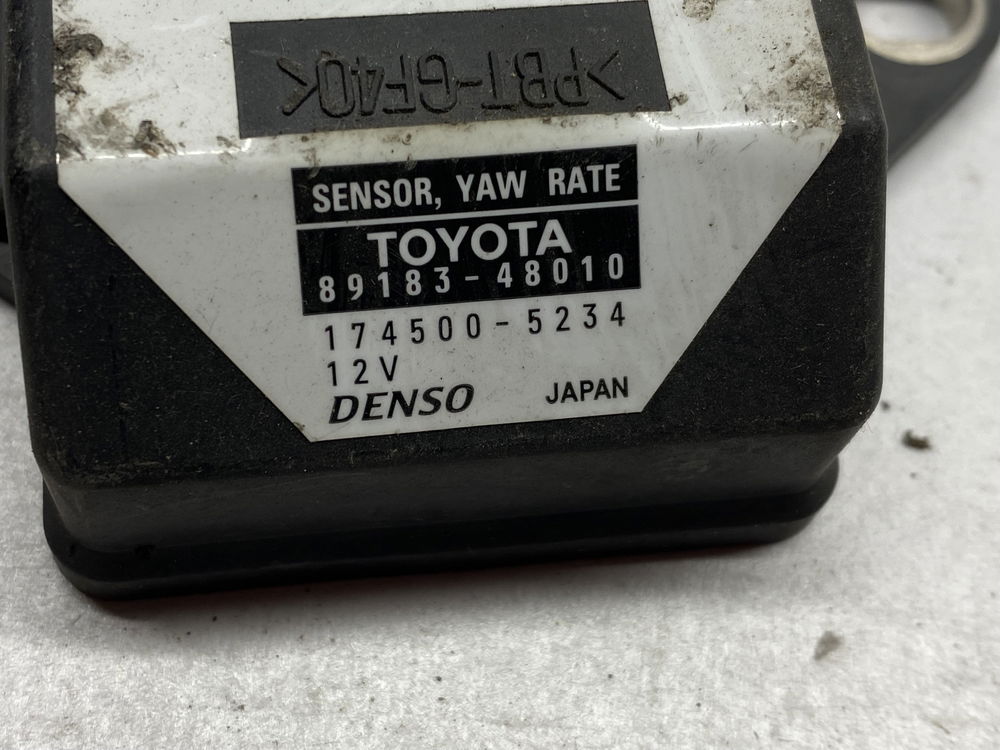 >PBT-GF40<
SENSOR, YAW RATE
TOYOTA
89183-48010
174500-5234
12V
DENSO JAPAN